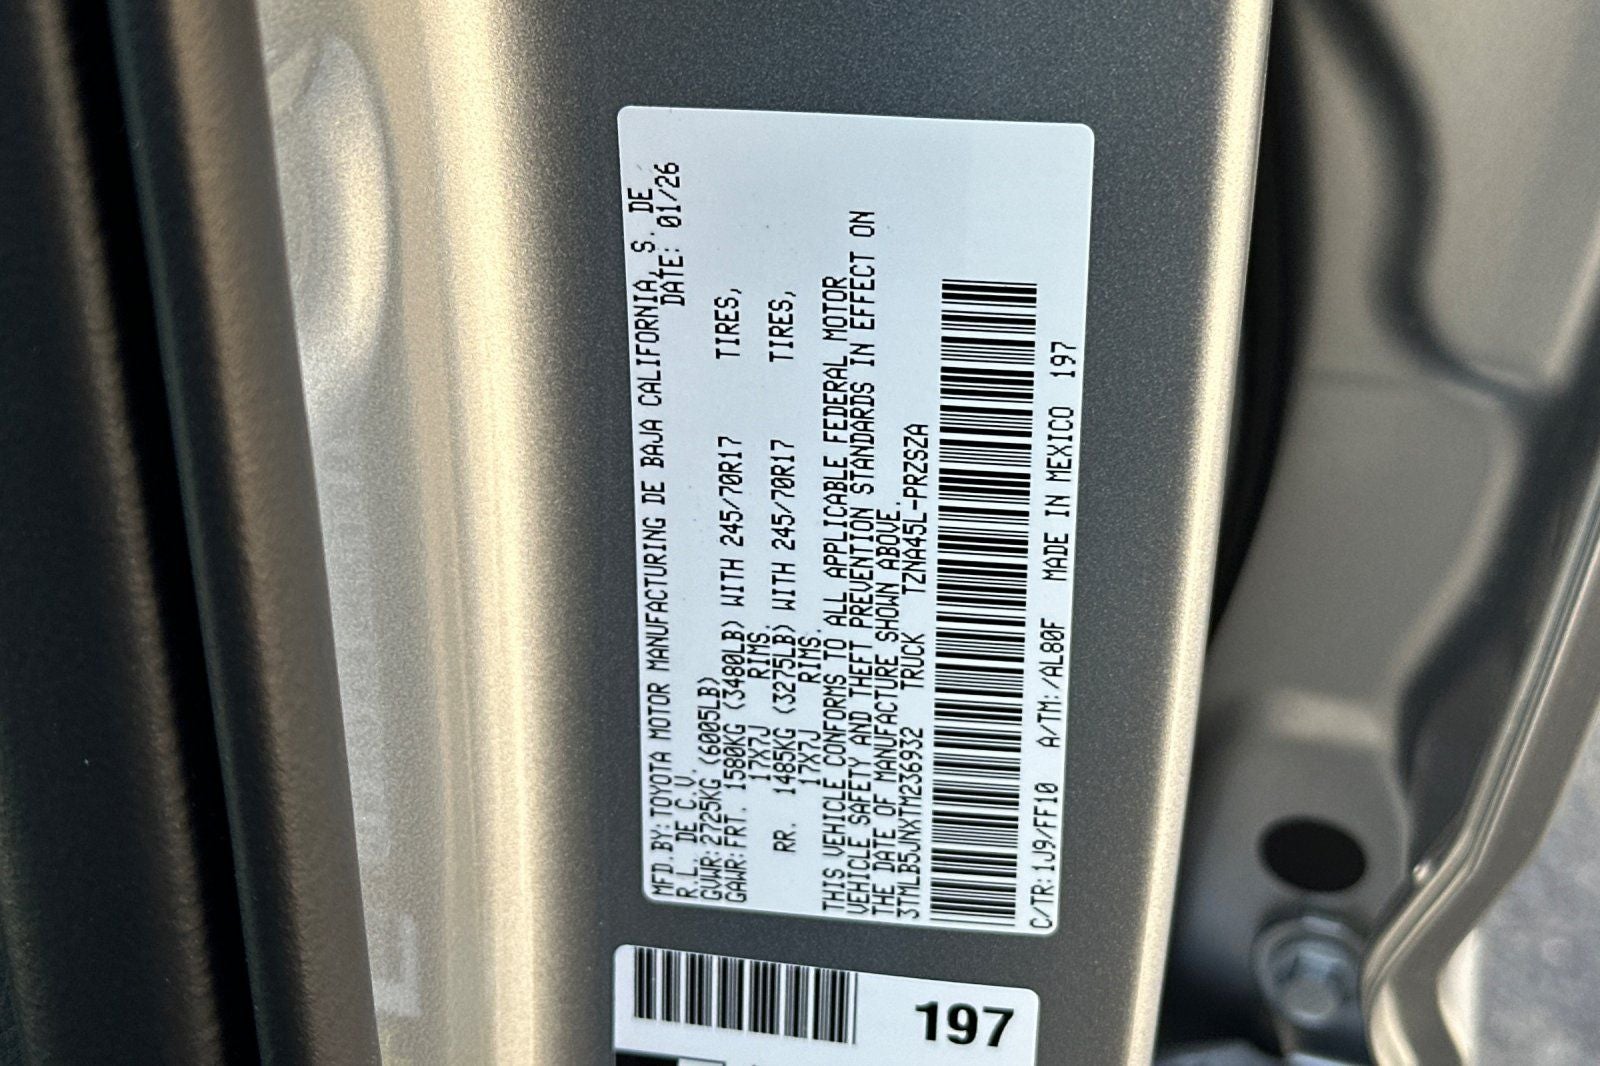 MFD.BY:TOYOTA MOTOR MANUFACTURING DE BAJA CALIFORNIA, S. DE
R.L. DE C.V. DATE: 01/26
GVWR:2725KG (6005LB)
GAWR:FRT. 1580KG (3480LB) WITH 245/70R17 TIRES,
17X7J RIMS.
RR. 1485KG (3275LB) WITH 245/70R17 TIRES,
17X7J RIMS.
THIS VEHICLE CONFORMS TO ALL APPLICABLE FEDERAL MOTOR
VEHICLE SAFETY AND THEFT PREVENTION STANDARDS IN EFFECT ON
THE DATE OF MANUFACTURE SHOWN ABOVE.
3TMLB5JNXTM236932 TRUCK TZNA45L-PRZSZA
C/TR:1J9/FF10 A/TM:/AL80F MADE IN MEXICO 197
197